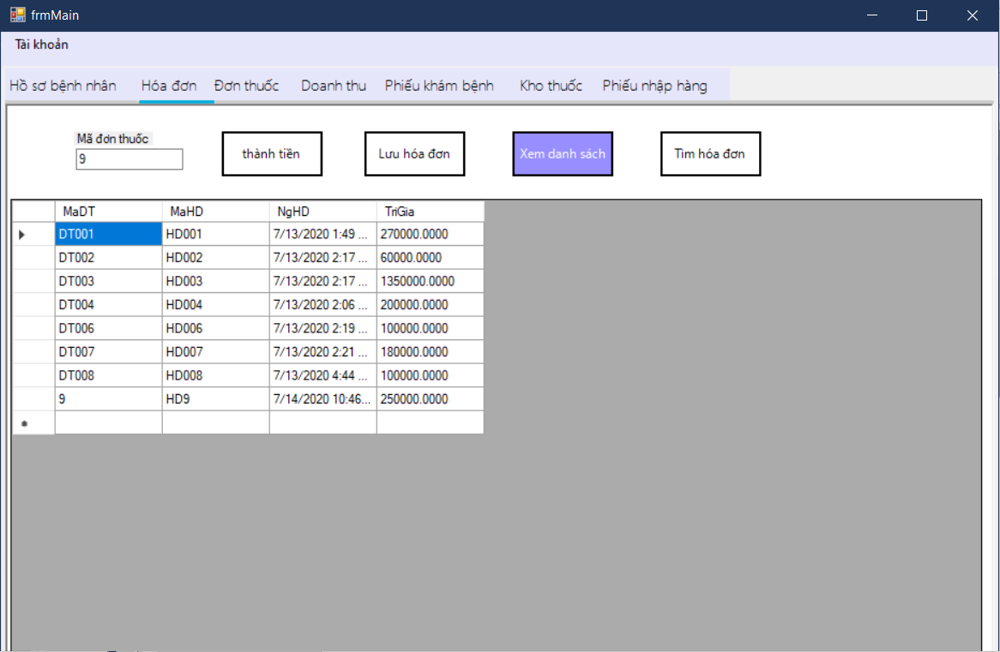 frmMain
Tài khoản
Hồ sơ bệnh nhân Hóa đơn Đơn thuốc Doanh thu Phiếu khám bệnh Kho thuốc Phiếu nhập hàng
Mã đơn thuốc
9
thành tiền Lưu hóa đơn Xem danh sách Tìm hóa đơn
MaDT MaHD NgHD TriGia
DT001 HD001 7/13/2020 1:49 ... 270000.0000
DT002 HD002 7/13/2020 2:17 ... 60000.0000
DT003 HD003 7/13/2020 2:17 ... 1350000.0000
DT004 HD004 7/13/2020 2:06 ... 200000.0000
DT006 HD006 7/13/2020 2:19 ... 100000.0000
DT007 HD007 7/13/2020 2:21 ... 180000.0000
DT008 HD008 7/13/2020 4:44 ... 100000.0000
9 HD9 7/14/2020 10:46... 250000.0000